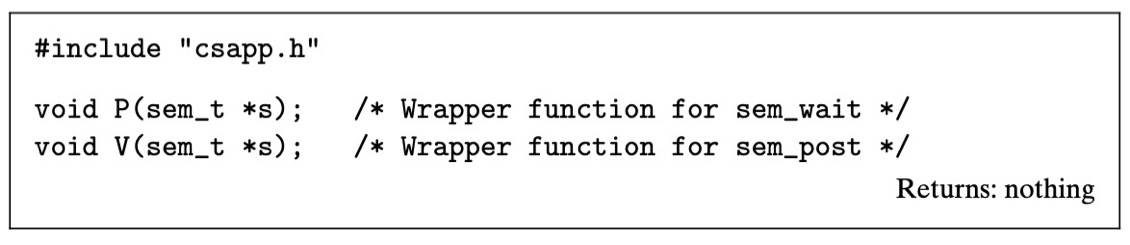 #include "csapp.h"
void P(sem_t *s); /* Wrapper function for sem_wait */
void V(sem_t *s); /* Wrapper function for sem_post */
Returns: nothing